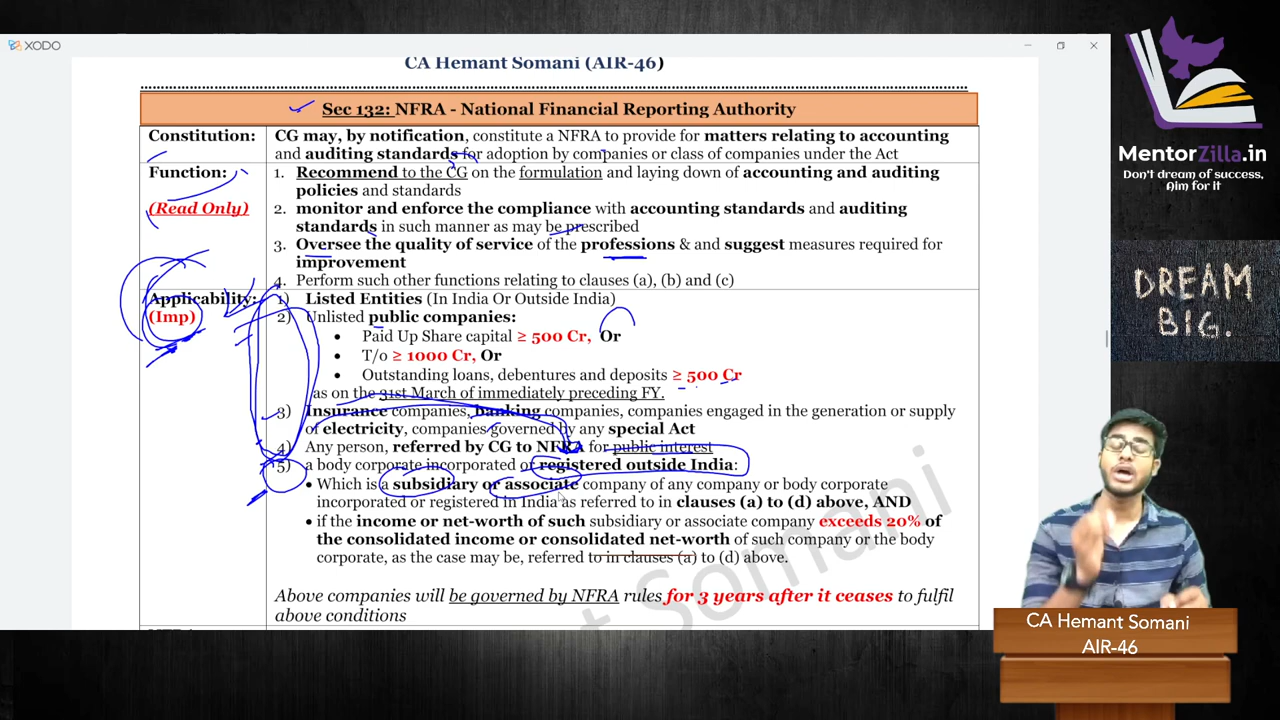 XODO
CA Hemant Somani (AIR-46)
Sec 132: NFRA - National Financial Reporting Authority
Constitution: CG may, by notification, constitute a NFRA to provide for matters relating to accounting
and auditing standards for adoption by companies or class of companies under the Act
Function: 1. Recommend to the CG on the formulation and laying down of accounting and auditing
policies and standards
(Read Only) 2. monitor and enforce the compliance with accounting standards and auditing
standards in such manner as may be prescribed
3. Oversee the quality of service of the professions & and suggest measures required for
improvement
4. Perform such other functions relating to clauses (a), (b) and (c)
Applicability: 1) Listed Entities (In India Or Outside India)
(Imp) 2) Unlisted public companies:
• Paid Up Share capital ≥ 500 Cr, Or
• T/o ≥ 1000 Cr, Or
• Outstanding loans, debentures and deposits ≥ 500 Cr
as on the 31st March of immediately preceding FY.
3) Insurance companies, banking companies, companies engaged in the generation or supply
of electricity, companies governed by any special Act
4) Any person, referred by CG to NFRA for public interest
5) a body corporate incorporated or registered outside India:
• Which is a subsidiary or associate company of any company or body corporate
incorporated or registered in India as referred to in clauses (a) to (d) above, AND
• if the income or net-worth of such subsidiary or associate company exceeds 20% of
the consolidated income or consolidated net-worth of such company or the body
corporate, as the case may be, referred to in clauses (a) to (d) above.
Above companies will be governed by NFRA rules for 3 years after it ceases to fulfil
above conditions
t Somani
MentorZilla.in
Don't dream of success,
Aim for it
DREAM
BIG.
CA Hemant Somani
AIR-46